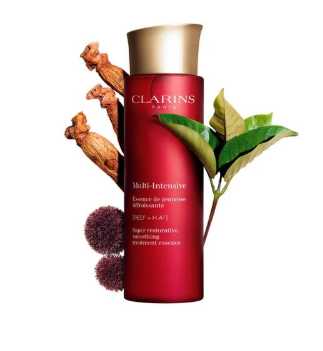 CLARINS
PARIS
Multi-Intensive
Essence de jeunesse
défroissante
Super restorative
smoothing
treatment essence